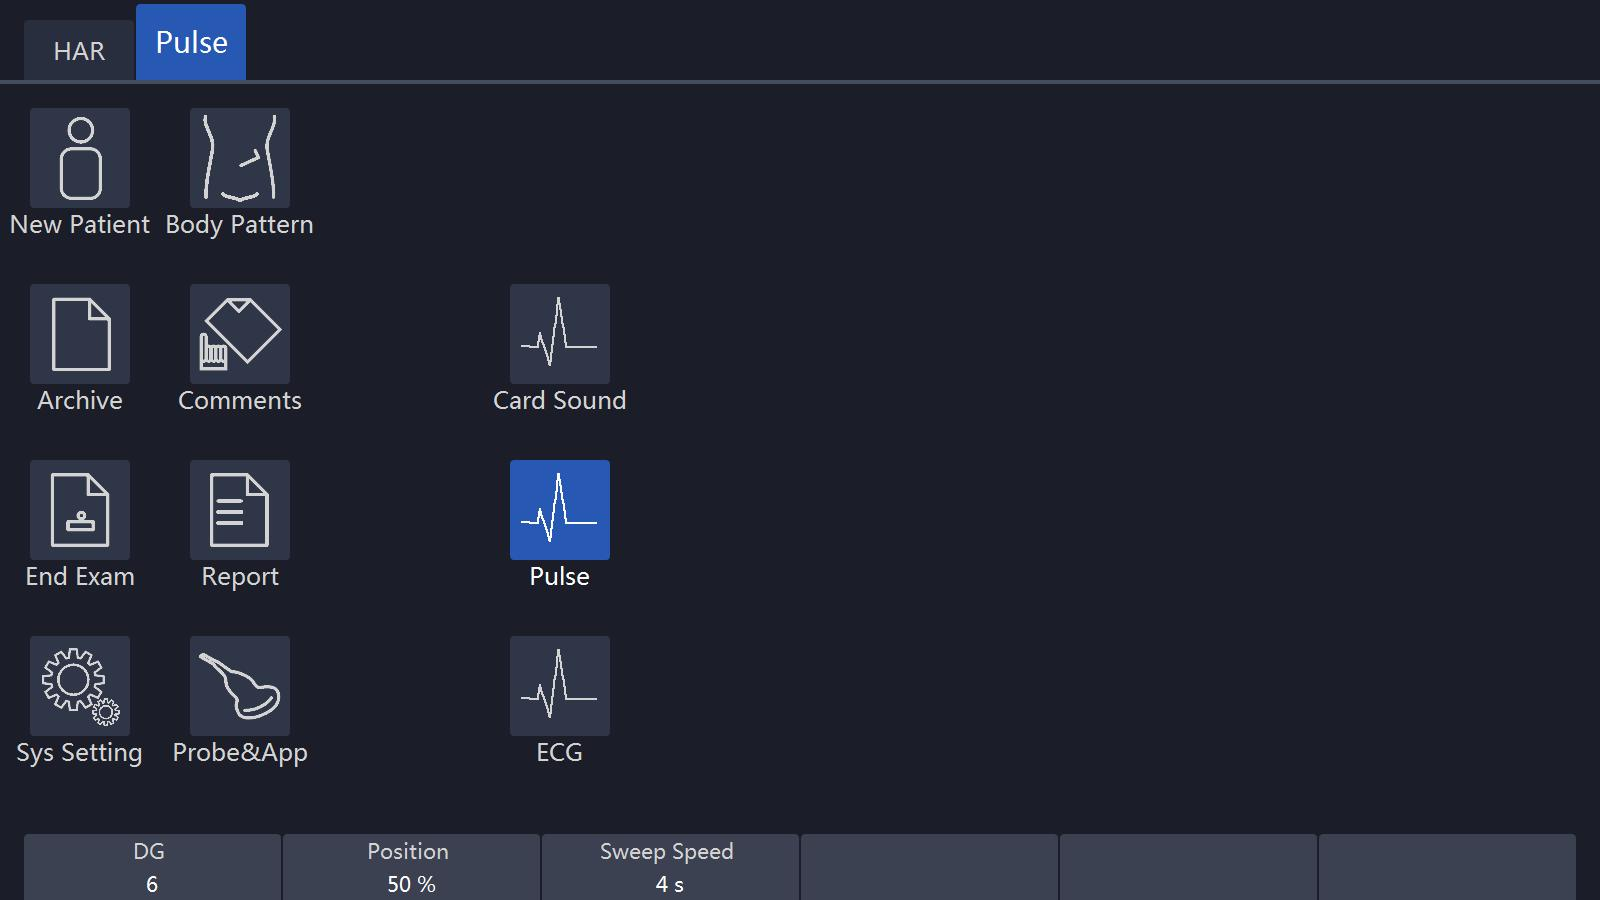 HAR
Pulse
New Patient
Body Pattern
Archive
Comments
Card Sound
End Exam
Report
Pulse
Sys Setting
Probe&App
ECG
DG
Position
Sweep Speed
6
50 %
4 s